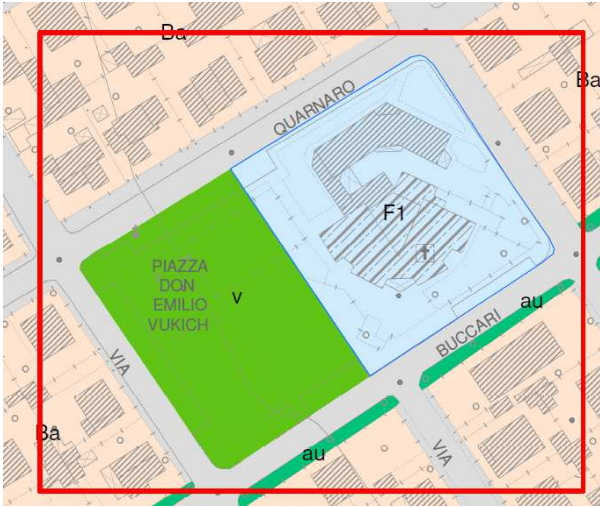 Ba
Ba
QUARNARO
F1
PIAZZA
DON
EMILIO
VUKICH
v
au
BUCCARI
VIA
Ba
au
VIA